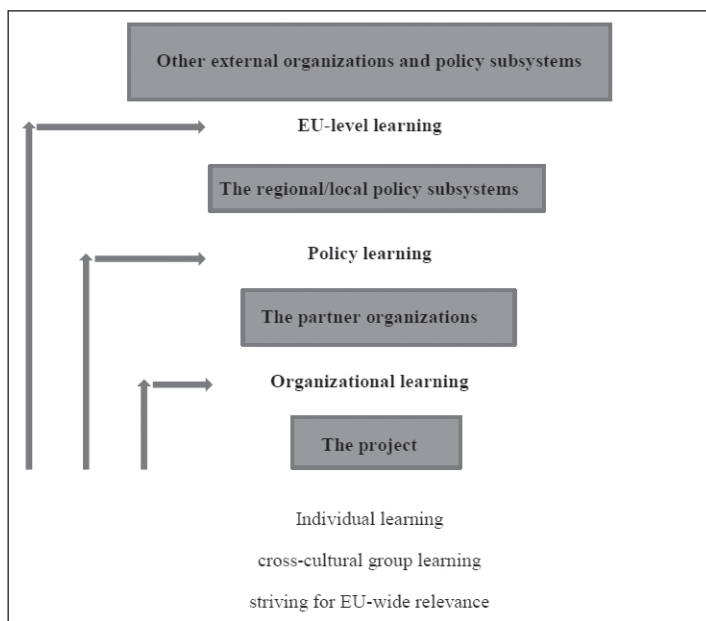 Other external organizations and policy subsystems
EU-level learning
The regional/local policy subsystems
Policy learning
The partner organizations
Organizational learning
The project
Individual learning
cross-cultural group learning
striving for EU-wide relevance